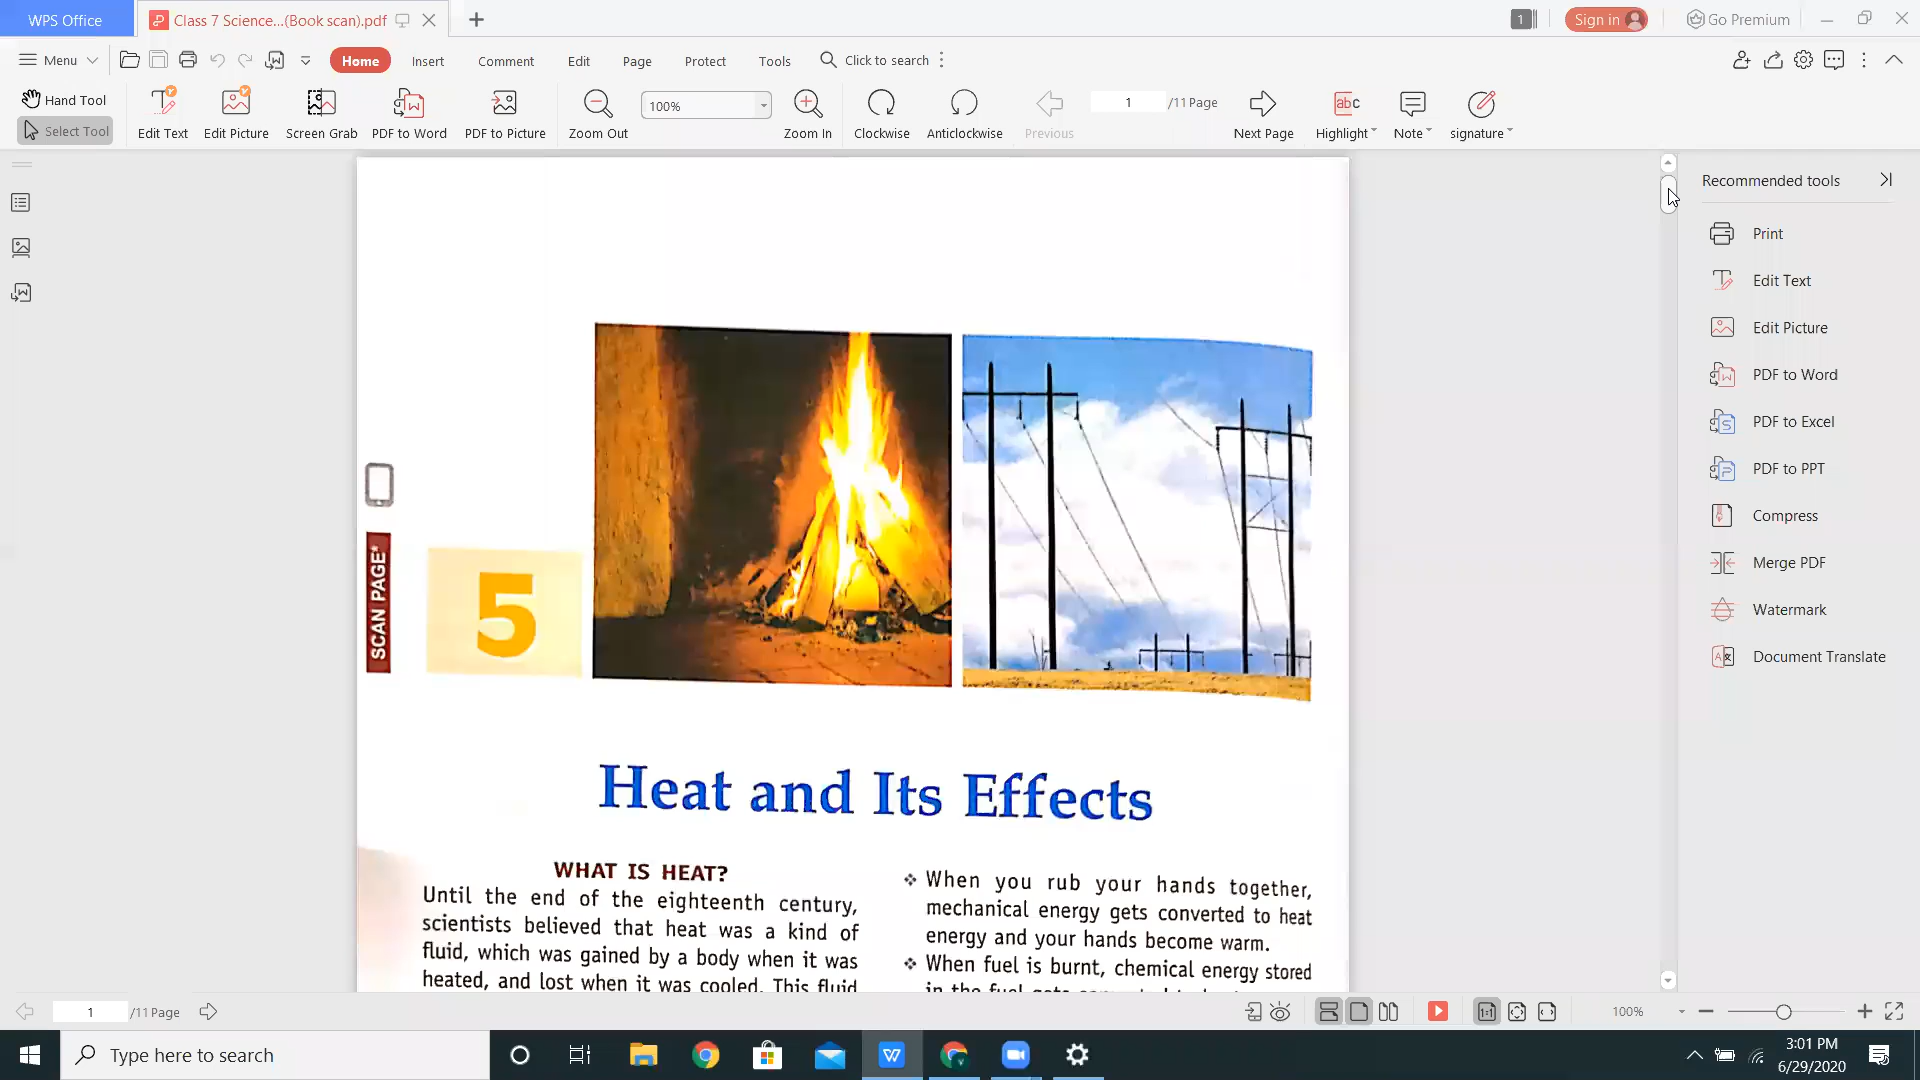 WPS Office
Class 7 Science...(Book scan).pdf
1
Sign in
Go Premium
Menu
Home
Insert
Comment
Edit
Page
Protect
Tools
Click to search
Hand Tool
Select Tool
Edit Text
Edit Picture
Screen Grab
PDF to Word
PDF to Picture
Zoom Out
100%
Zoom In
Clockwise
Anticlockwise
Previous
1 /11 Page
Next Page
Highlight
Note
signature
SCAN PAGE*
5
Heat and Its Effects
WHAT IS HEAT?
Until the end of the eighteenth century,
scientists believed that heat was a kind of
fluid, which was gained by a body when it was
heated, and lost when it was cooled. This fluid
When you rub your hands together,
mechanical energy gets converted to heat
energy and your hands become warm.
When fuel is burnt, chemical energy stored
in the fuel gets
Recommended tools
Print
Edit Text
Edit Picture
PDF to Word
PDF to Excel
PDF to PPT
Compress
Merge PDF
Watermark
Document Translate
1 /11 Page
100%
Type here to search
3:01 PM
6/29/2020